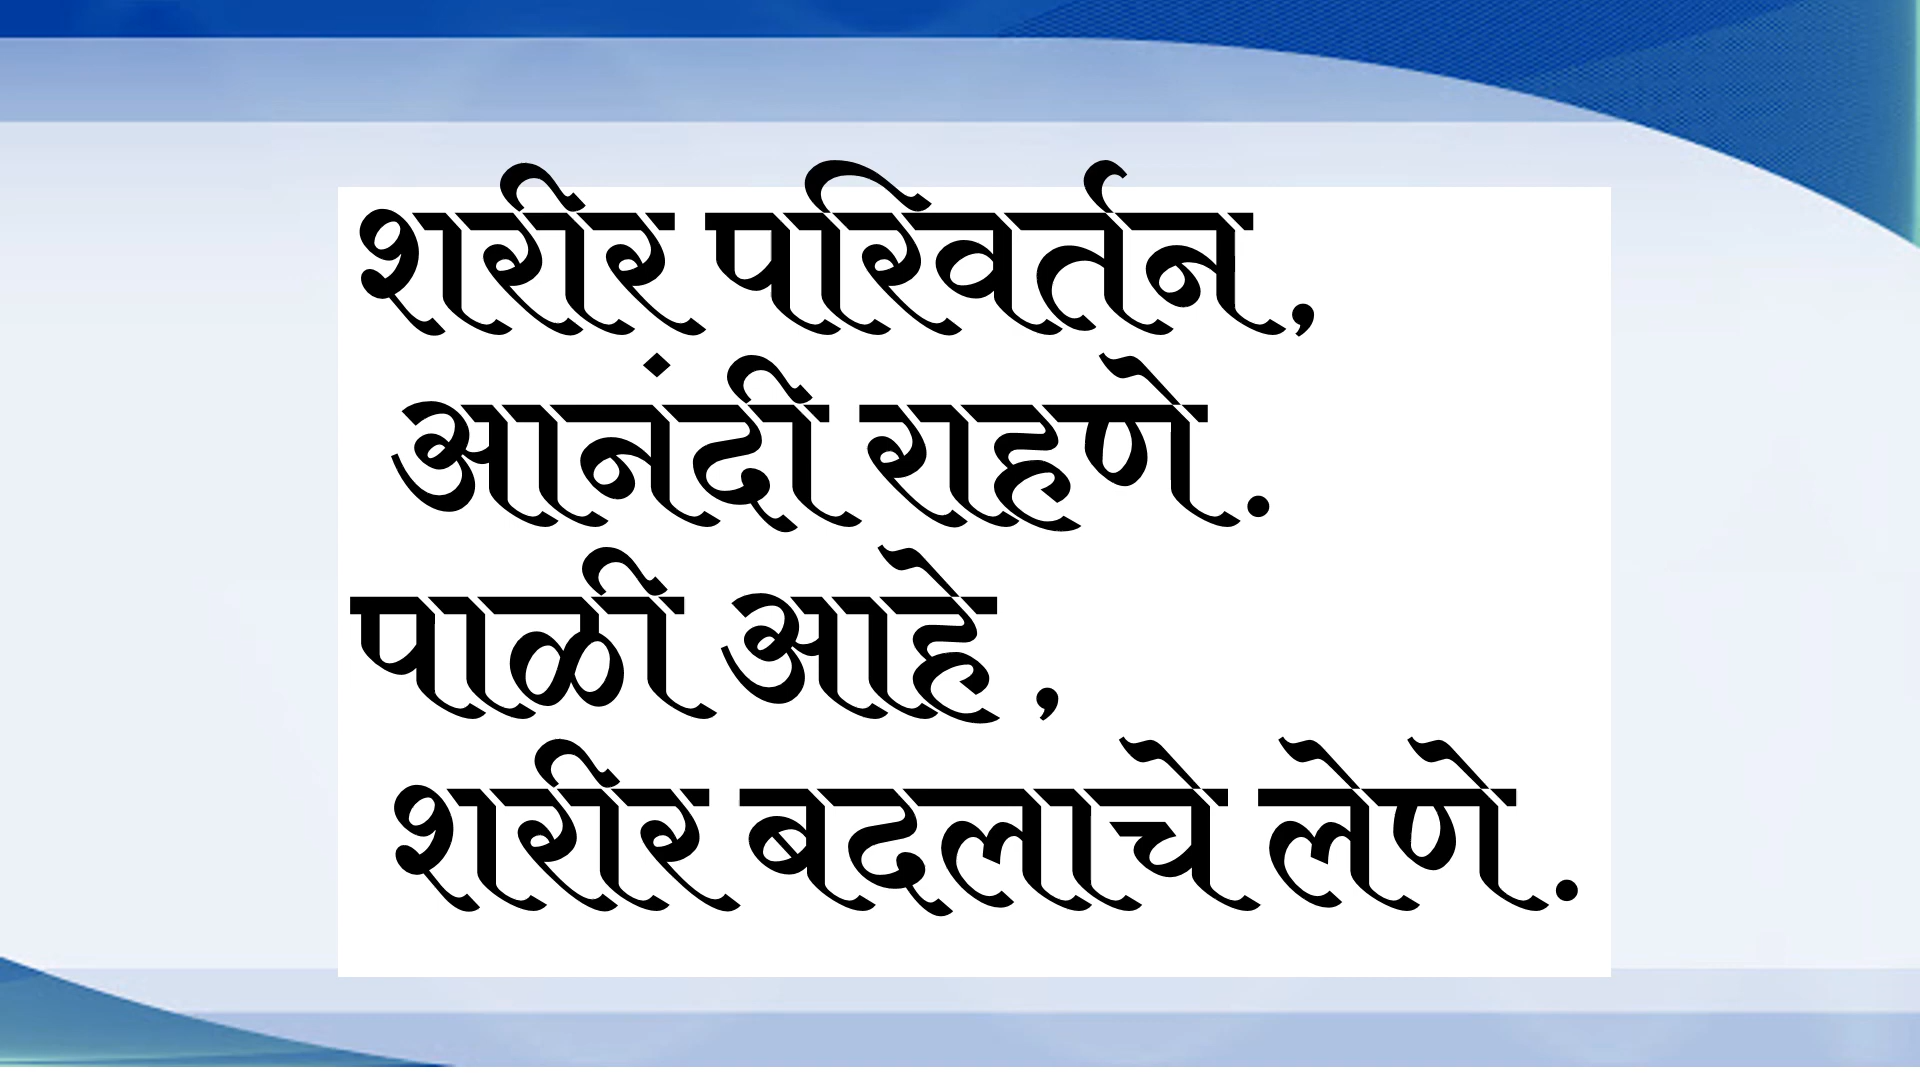 शरीर परिवर्तन,
आनंदी राहणे.
पाळी आहे ,
शरीर बदलाचे लेणे.